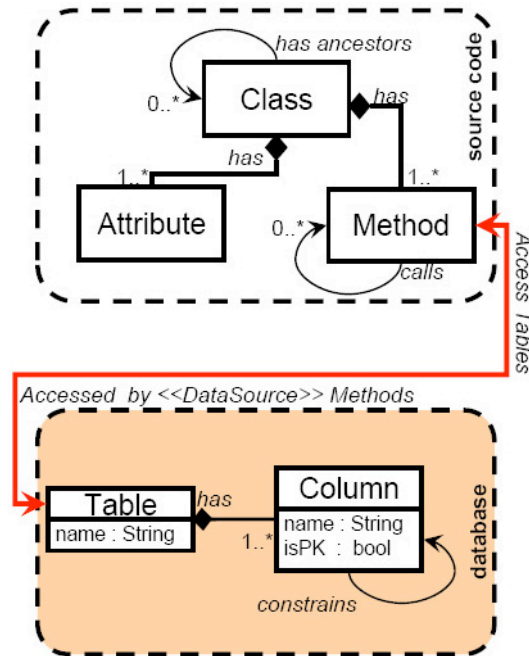 has ancestors
0..*
Class
has
has
1..*
1..*
Attribute
0..*
Method
calls
source code
Access Tables
Accessed by <<DataSource>> Methods
Table
name : String
has
1..*
Column
name : String
isPK : bool
constrains
database